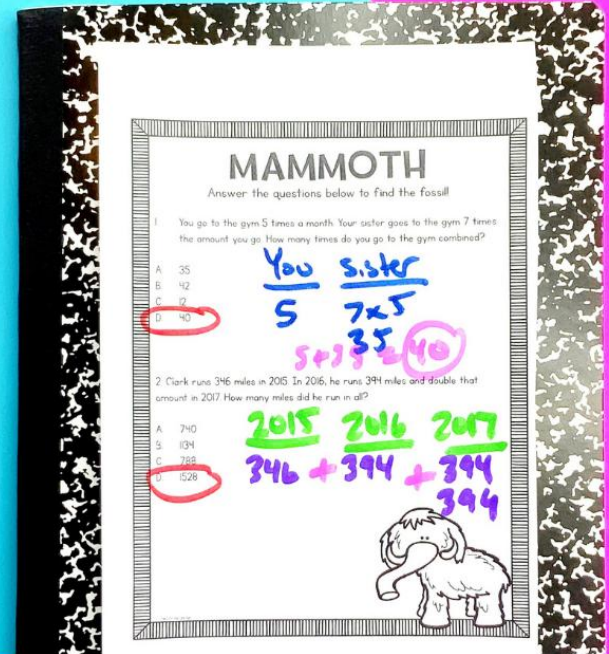 MAMMOTH
Answer the questions below to find the fossil!
1 You go to the gym 5 times a month. Your sister goes to the gym 7 times
the amount you go. How many times do you go to the gym combined?
A. 35
B. 42
C. 12
D. 40
You Sister
5 7x5
35
5+35=40
2. Clark runs 346 miles in 2015. In 2016, he runs 394 miles and double that
amount in 2017. How many miles did he run in all?
A. 740
B. 1134
C. 788
D. 1528
2015 2016 2017
346 + 394 + 394
394